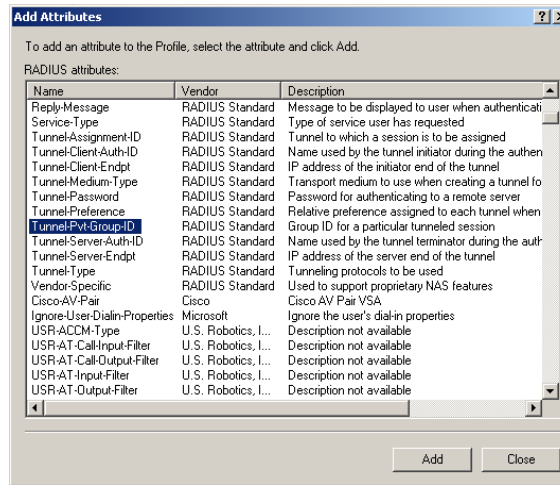 Add Attributes
To add an attribute to the Profile, select the attribute and click Add.
RADIUS attributes:
Name Vendor Description
Reply-Message RADIUS Standard Message to be displayed to user when authenticati
Service-Type RADIUS Standard Type of service user has requested
Tunnel-Assignment-ID RADIUS Standard Tunnel to which a session is to be assigned
Tunnel-Client-Auth-ID RADIUS Standard Name used by the tunnel initiator during the authen
Tunnel-Client-Endpt RADIUS Standard IP address of the initiator end of the tunnel
Tunnel-Medium-Type RADIUS Standard Transport medium to use when creating a tunnel fo
Tunnel-Password RADIUS Standard Password for authenticating to a remote server
Tunnel-Preference RADIUS Standard Relative preference assigned to each tunnel when
Tunnel-Pvt-Group-ID RADIUS Standard Group ID for a particular tunneled session
Tunnel-Server-Auth-ID RADIUS Standard Name used by the tunnel terminator during the auth
Tunnel-Server-Endpt RADIUS Standard IP address of the server end of the tunnel
Tunnel-Type RADIUS Standard Tunneling protocols to be used
Vendor-Specific RADIUS Standard Used to support proprietary NAS features
Cisco-AV-Pair Cisco Cisco AV Pair VSA
Ignore-User-Dialin-Properties Microsoft Ignore the user's dial-in properties
USR-ACCM-Type U.S. Robotics, I... Description not available
USR-AT-Call-Input-Filter U.S. Robotics, I... Description not available
USR-AT-Call-Output-Filter U.S. Robotics, I... Description not available
USR-AT-Input-Filter U.S. Robotics, I... Description not available
USR-AT-Output-Filter U.S. Robotics, I... Description not available
Add Close